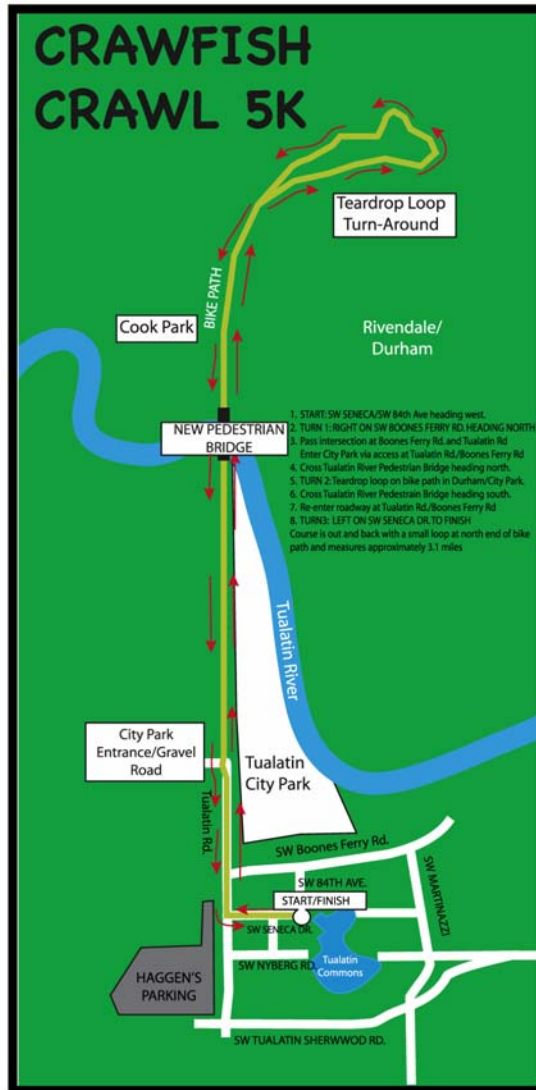 CRAWFISH
CRAWL 5K
Teardrop Loop
Turn-Around
BIKE PATH
Cook Park
Rivendale/
Durham
NEW PEDESTRIAN
BRIDGE
1. START: SW SENECA/SW 84th Ave heading west.
2. TURN 1: RIGHT ON SW BOONES FERRY RD. HEADING NORTH
3. Pass intersection at Boones Ferry Rd. and Tualatin Rd
Enter City Park via access at Tualatin Rd./Boones Ferry Rd
4. Cross Tualatin River Pedestrian Bridge heading north.
5. TURN 2: Teardrop loop on bike path in Durham/City Park.
6. Cross Tualatin River Pedestrain Bridge heading south.
7. Re-enter roadway at Tualatin Rd./Boones Ferry Rd
8. TURN3: LEFT ON SW SENECA DR. TO FINISH
Course is out and back with a small loop at north end of bike
path and measures approximately 3.1 miles
Tualatin River
City Park
Entrance/Gravel
Road
Tualatin
City Park
Tualatin Rd.
SW Boones Ferry Rd.
SW 84TH AVE.
SW MARTINAZZI
START/FINISH
SW SENECA DR.
HAGGEN'S
PARKING
SW NYBERG RD.
Tualatin
Commons
SW TUALATIN SHERWWOD RD.